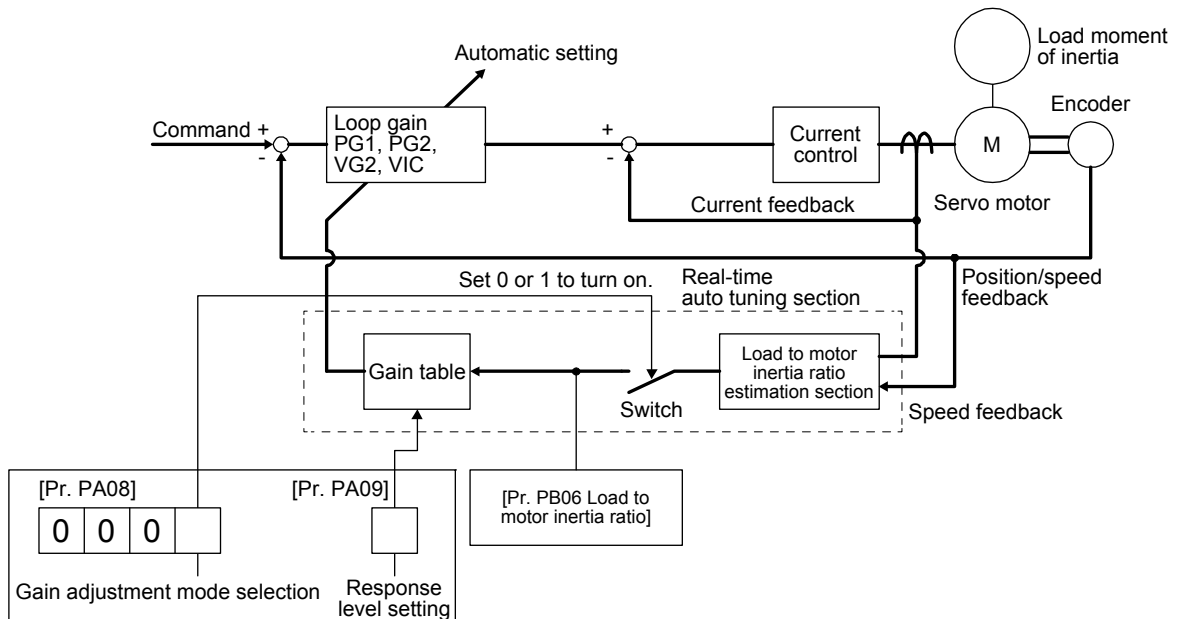 Automatic setting
Load moment
of inertia
Encoder
Command
+
-
Loop gain
PG1, PG2,
VG2, VIC
+
-
Current
control
M
Servo motor
Current feedback
Set 0 or 1 to turn on.
Real-time
auto tuning section
Position/speed
feedback
Gain table
Switch
Load to motor
inertia ratio
estimation section
Speed feedback
[Pr. PA08]
[Pr. PA09]
0 0 0
Gain adjustment mode selection
Response
level setting
[Pr. PB06 Load to
motor inertia ratio]